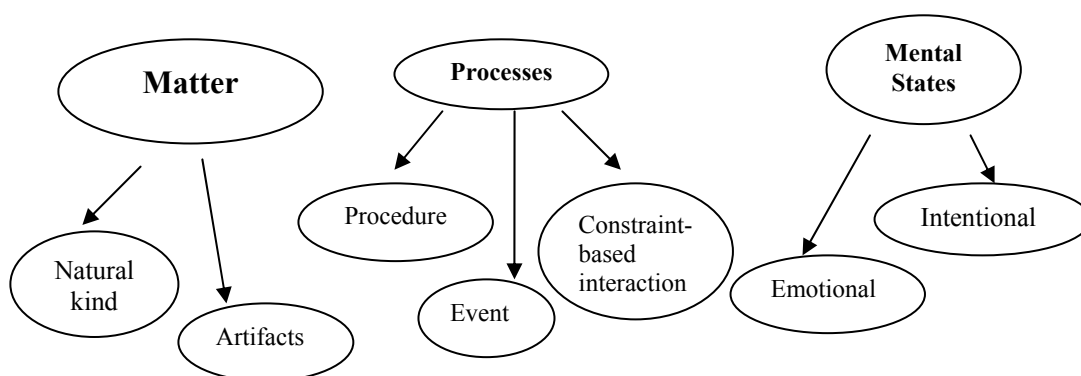 Matter
Processes
Mental
States
Natural
kind
Artifacts
Procedure
Event
Constraint-
based
interaction
Emotional
Intentional